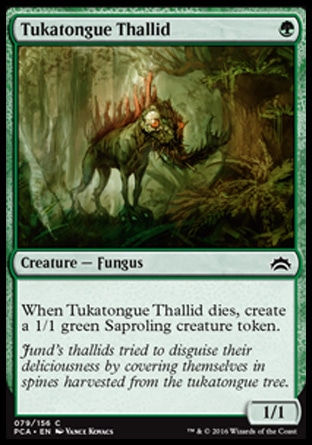 Tukatongue Thallid
Creature — Fungus
When Tukatongue Thallid dies, create
a 1/1 green Saproling creature token.
Jund's thallids tried to disguise their
deliciousness by covering themselves in
spines harvested from the tukatongue tree.
1/1
079/156 C
PCA • EN Vance Kovacs
™ & © 2016 Wizards of the Coast